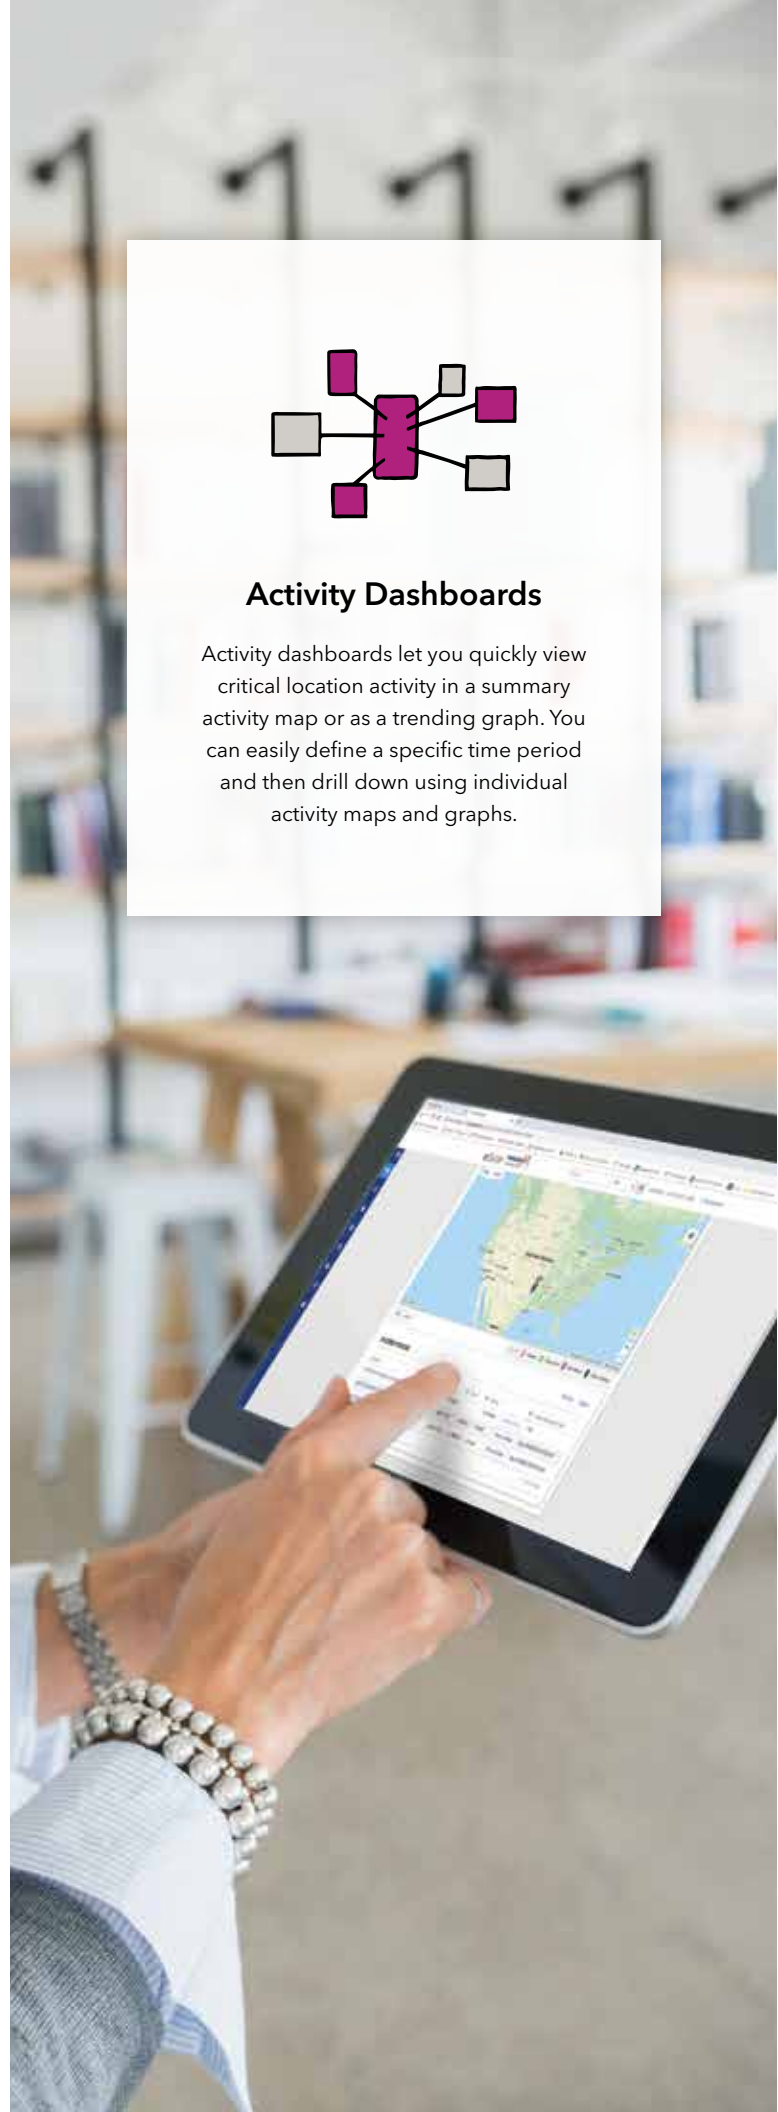 Activity Dashboards
Activity dashboards let you quickly view
critical location activity in a summary
activity map or as a trending graph. You
can easily define a specific time period
and then drill down using individual
activity maps and graphs.